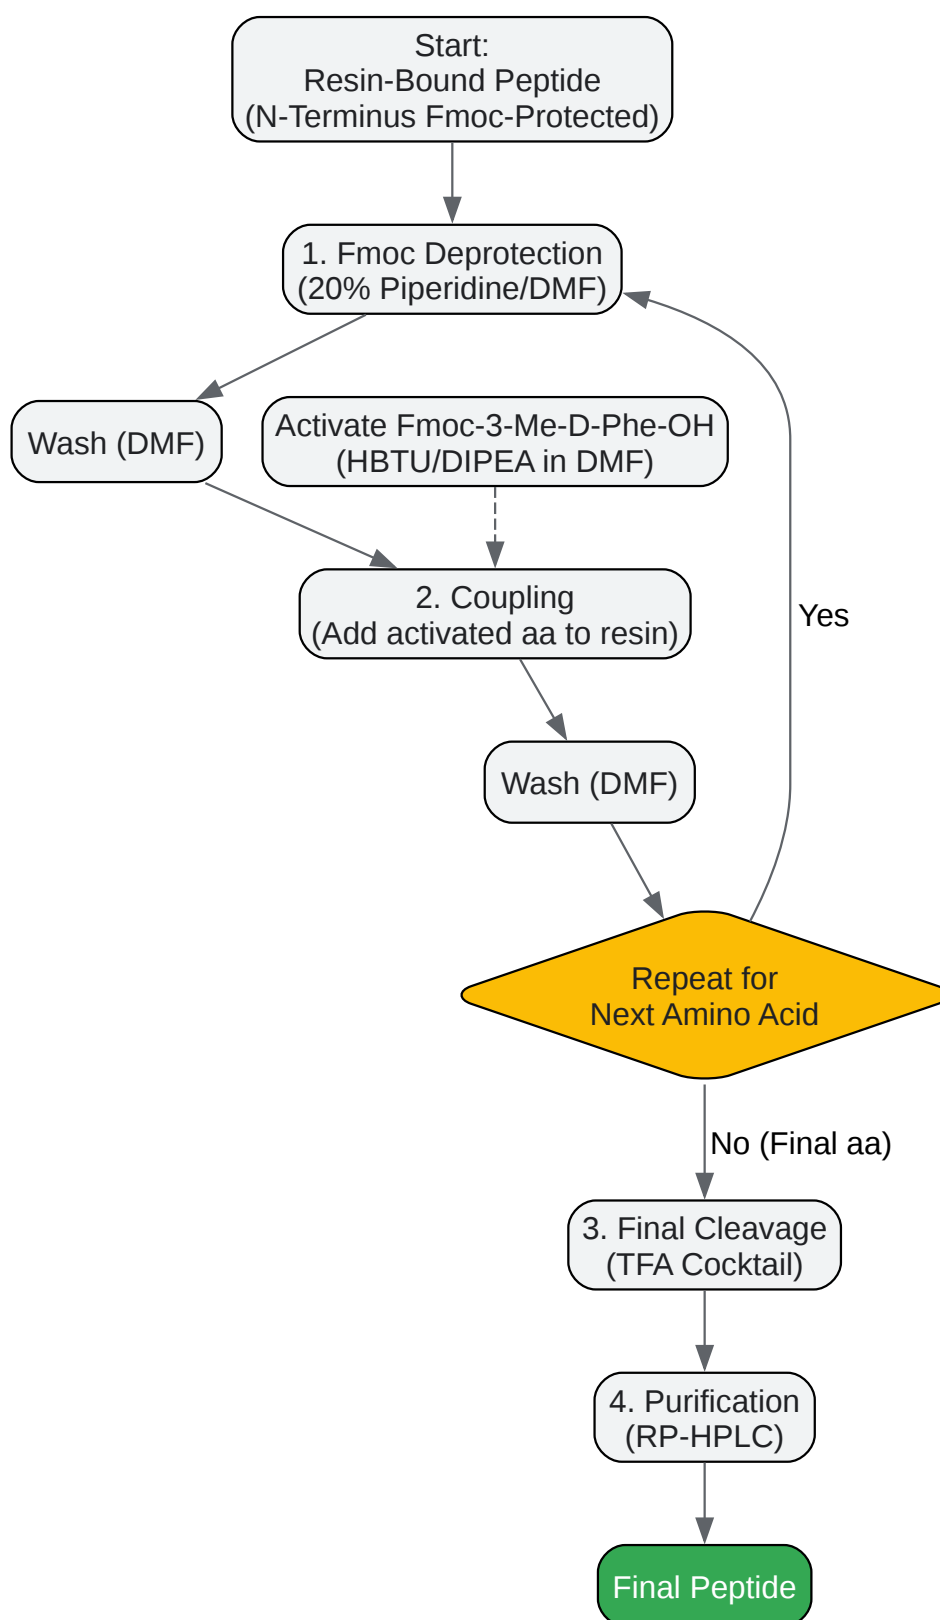 Start:
Resin-Bound Peptide
(N-Terminus Fmoc-Protected)
1. Fmoc Deprotection
(20% Piperidine/DMF)
Wash (DMF)
Activate Fmoc-3-Me-D-Phe-OH
(HBTU/DIPEA in DMF)
2. Coupling
(Add activated aa to resin)
Yes
Wash (DMF)
Repeat for
Next Amino Acid
No (Final aa)
3. Final Cleavage
(TFA Cocktail)
4. Purification
(RP-HPLC)
Final Peptide